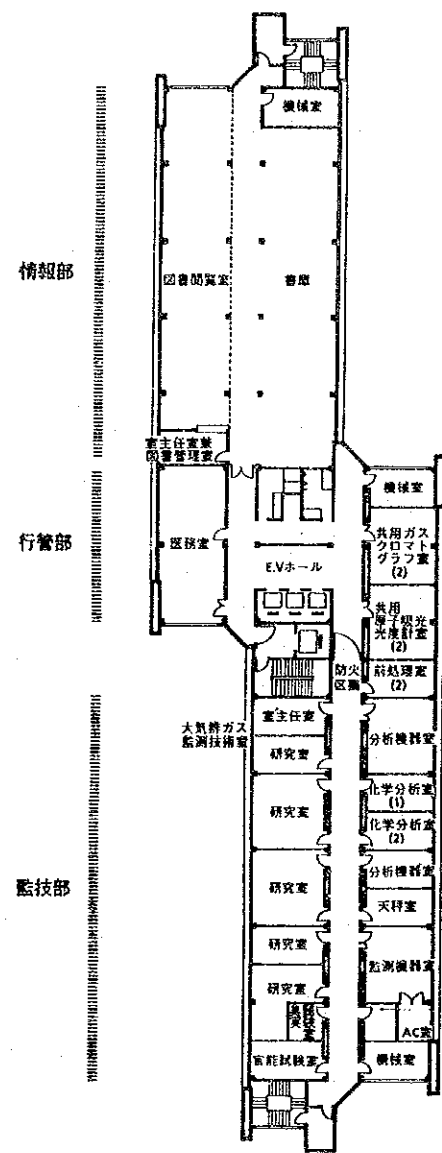 機械室
情報部
図書閲覧室
書庫
室主任室兼
図書管理室
機械室
行管部
医務室
共用ガス
クロマト
グラフ室
(2)
E.Vホール
共用
原子吸光
光度計室
(2)
防火
区画
前処理室
(2)
大気排ガス
監測技術室
室主任室
分析機器室
研究室
化学分析室
(1)
研究室
化学分析室
(2)
監技部
研究室
分析機器室
天秤室
研究室
監測機器室
研究室
AC室
官能試験室
機械室